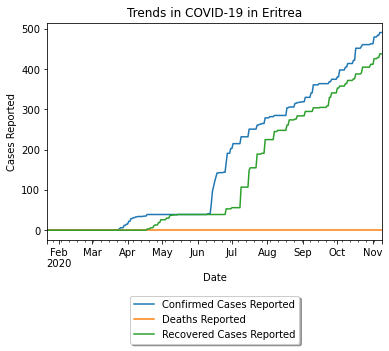 Trends in COVID-19 in Eritrea
500
400
300
200
100
0
Cases Reported
Feb Mar Apr May Jun Jul Aug Sep Oct Nov
2020
Date
Confirmed Cases Reported
Deaths Reported
Recovered Cases Reported